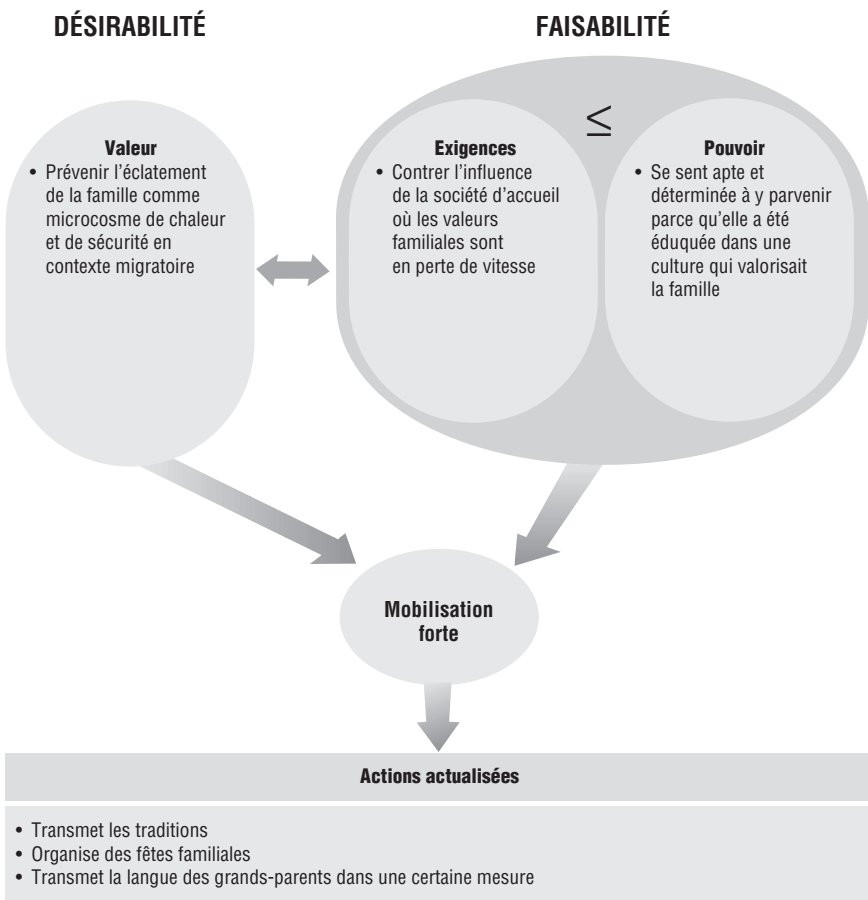 DÉSIRABILITÉ
FAISABILITÉ
Valeur
• Prévenir l'éclatement
de la famille comme
microcosme de chaleur
et de sécurité en
contexte migratoire
≤
Exigences
• Contrer l'influence
de la société d'accueil
où les valeurs
familiales sont
en perte de vitesse
Pouvoir
• Se sent apte et
déterminée à y parvenir
parce qu'elle a été
éduquée dans une
culture qui valorisait
la famille
Mobilisation
forte
Actions actualisées
• Transmet les traditions
• Organise des fêtes familiales
• Transmet la langue des grands-parents dans une certaine mesure